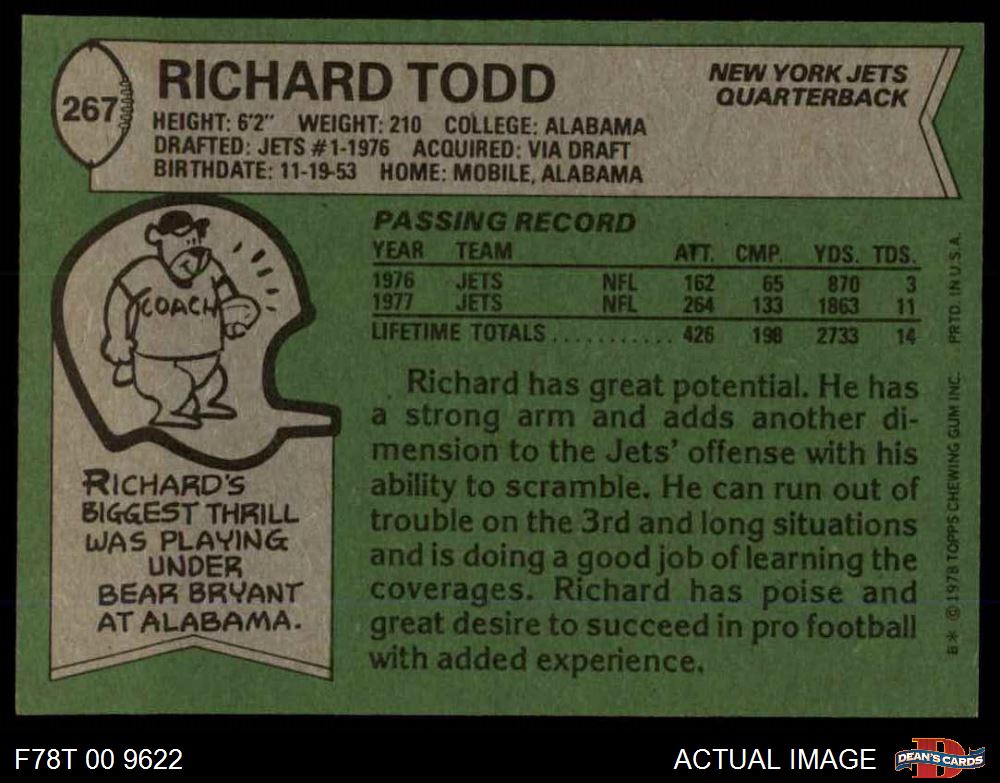 267
RICHARD TODD
NEW YORK JETS
QUARTERBACK
HEIGHT: 6'2" WEIGHT: 210 COLLEGE: ALABAMA
DRAFTED: JETS #1-1976 ACQUIRED: VIA DRAFT
BIRTHDATE: 11-19-53 HOME: MOBILE, ALABAMA
COACH
RICHARD'S
BIGGEST THRILL
WAS PLAYING
UNDER
BEAR BRYANT
AT ALABAMA.
PASSING RECORD
YEAR TEAM ATT. CMP. YDS. TDS.
1976 JETS NFL 162 65 870 3
1977 JETS NFL 264 133 1863 11
LIFETIME TOTALS ........... 426 198 2733 14
Richard has great potential. He has
a strong arm and adds another di-
mension to the Jets' offense with his
ability to scramble. He can run out of
trouble on the 3rd and long situations
and is doing a good job of learning the
coverages. Richard has poise and
great desire to succeed in pro football
with added experience.
B* © 1978 TOPPS CHEWING GUM INC. PRTD. IN U.S.A.
F78T 00 9622
ACTUAL IMAGE
D
DEAN'S CARDS